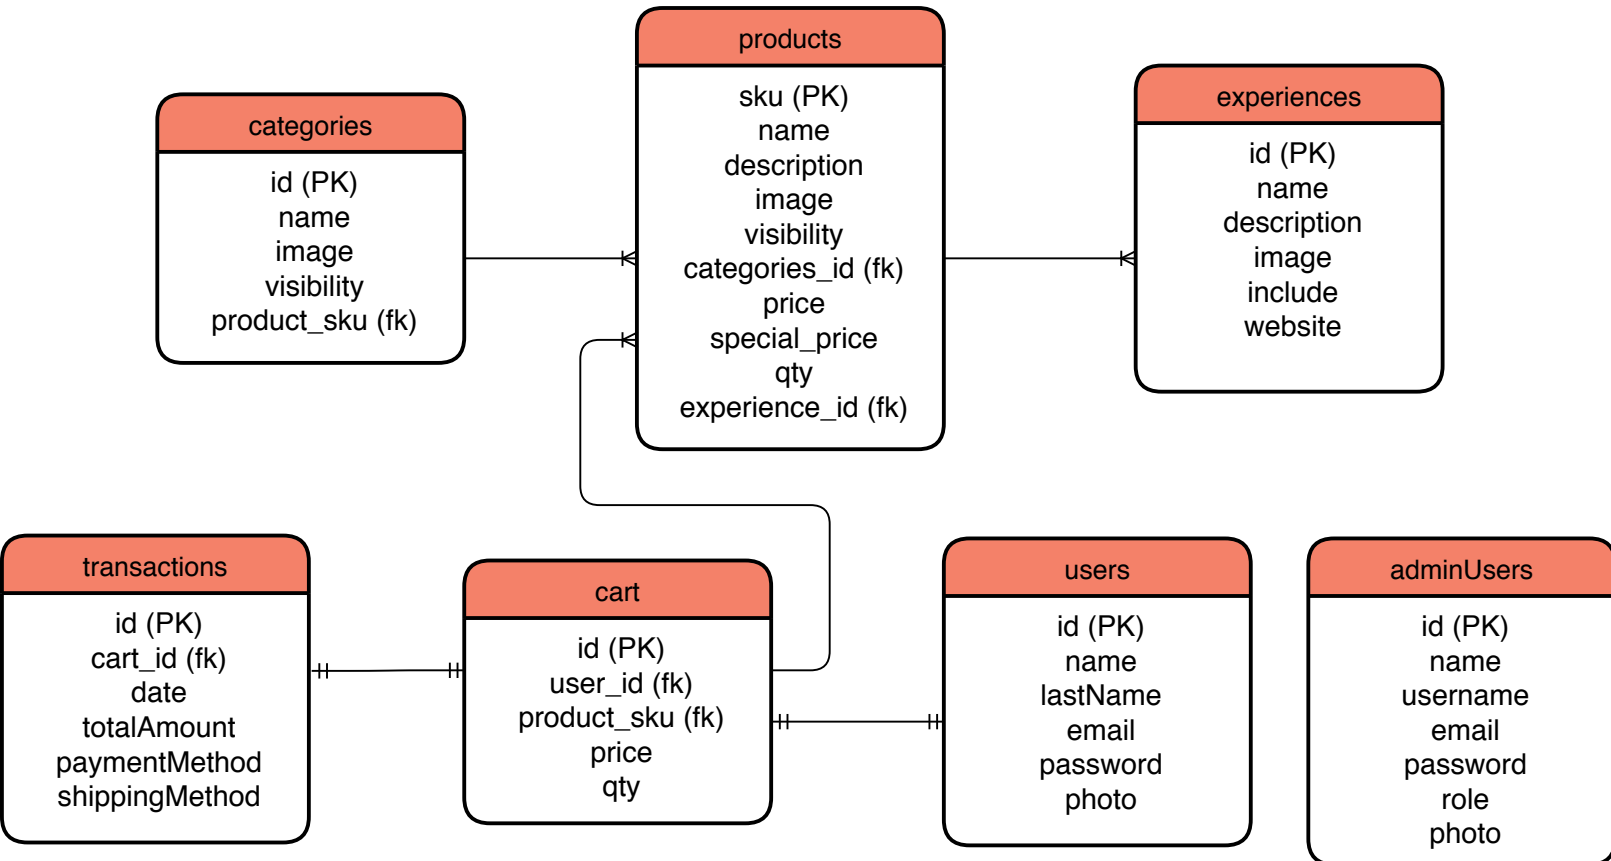 products
sku (PK)
name
description
image
visibility
categories_id (fk)
price
special_price
qty
experience_id (fk)
experiences
id (PK)
name
description
image
include
website
categories
id (PK)
name
image
visibility
product_sku (fk)
transactions
id (PK)
cart_id (fk)
date
totalAmount
paymentMethod
shippingMethod
cart
id (PK)
user_id (fk)
product_sku (fk)
price
qty
users
id (PK)
name
lastName
email
password
photo
adminUsers
id (PK)
name
username
email
password
role
photo